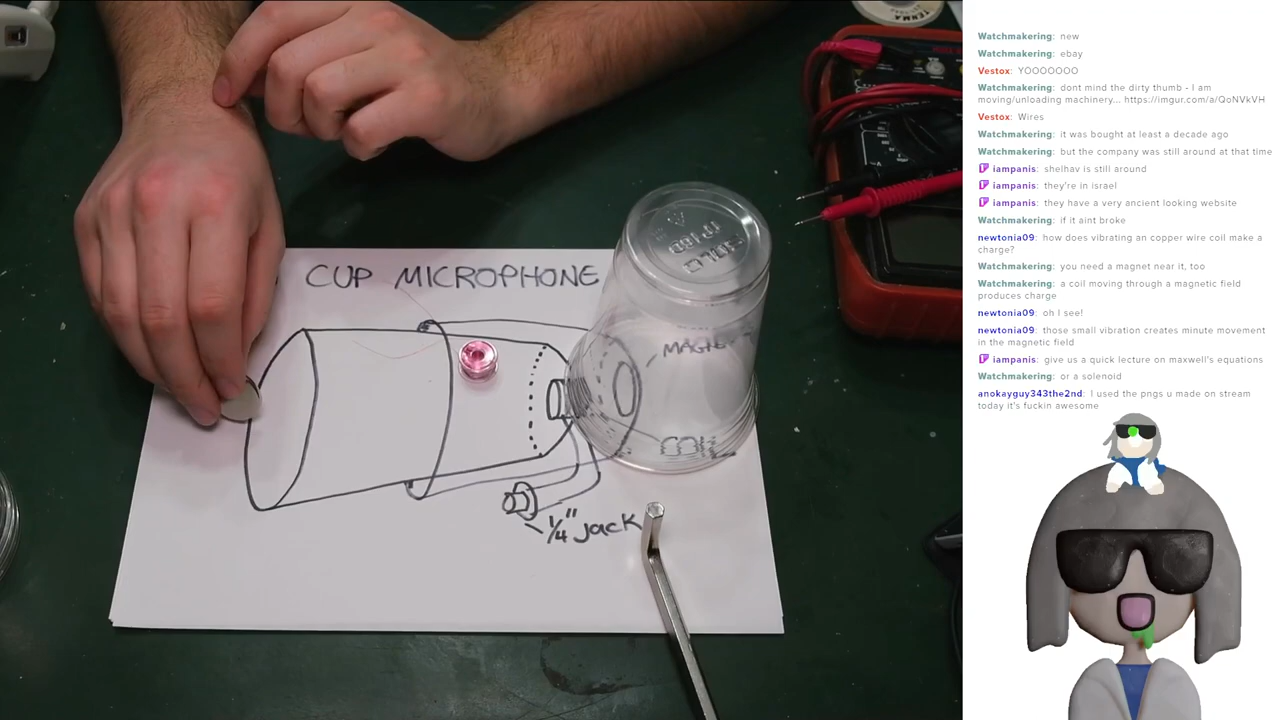 CUP MICROPHONE
MAGNET
COIL
1/4" Jack
SOLO
TENMA
Watchmakering: new
Watchmakering: ebay
Vestox: YOOOOOOO
Watchmakering: dont mind the dirty thumb - I am
moving/unloading machinery... https://imgur.com/a/QoNVkVH
Vestox: Wires
Watchmakering: it was bought at least a decade ago
Watchmakering: but the company was still around at that time
iampanis: shelhav is still around
iampanis: they're in israel
iampanis: they have a very ancient looking website
Watchmakering: if it aint broke
newtonia09: how does vibrating an copper wire coil make a
charge?
Watchmakering: you need a magnet near it, too
Watchmakering: a coil moving through a magnetic field
produces charge
newtonia09: oh I see!
newtonia09: those small vibration creates minute movement
in the magnetic field
iampanis: give us a quick lecture on maxwell's equations
Watchmakering: or a solenoid
anokayguy343the2nd: I used the pngs u made on stream
today it's fuckin awesome